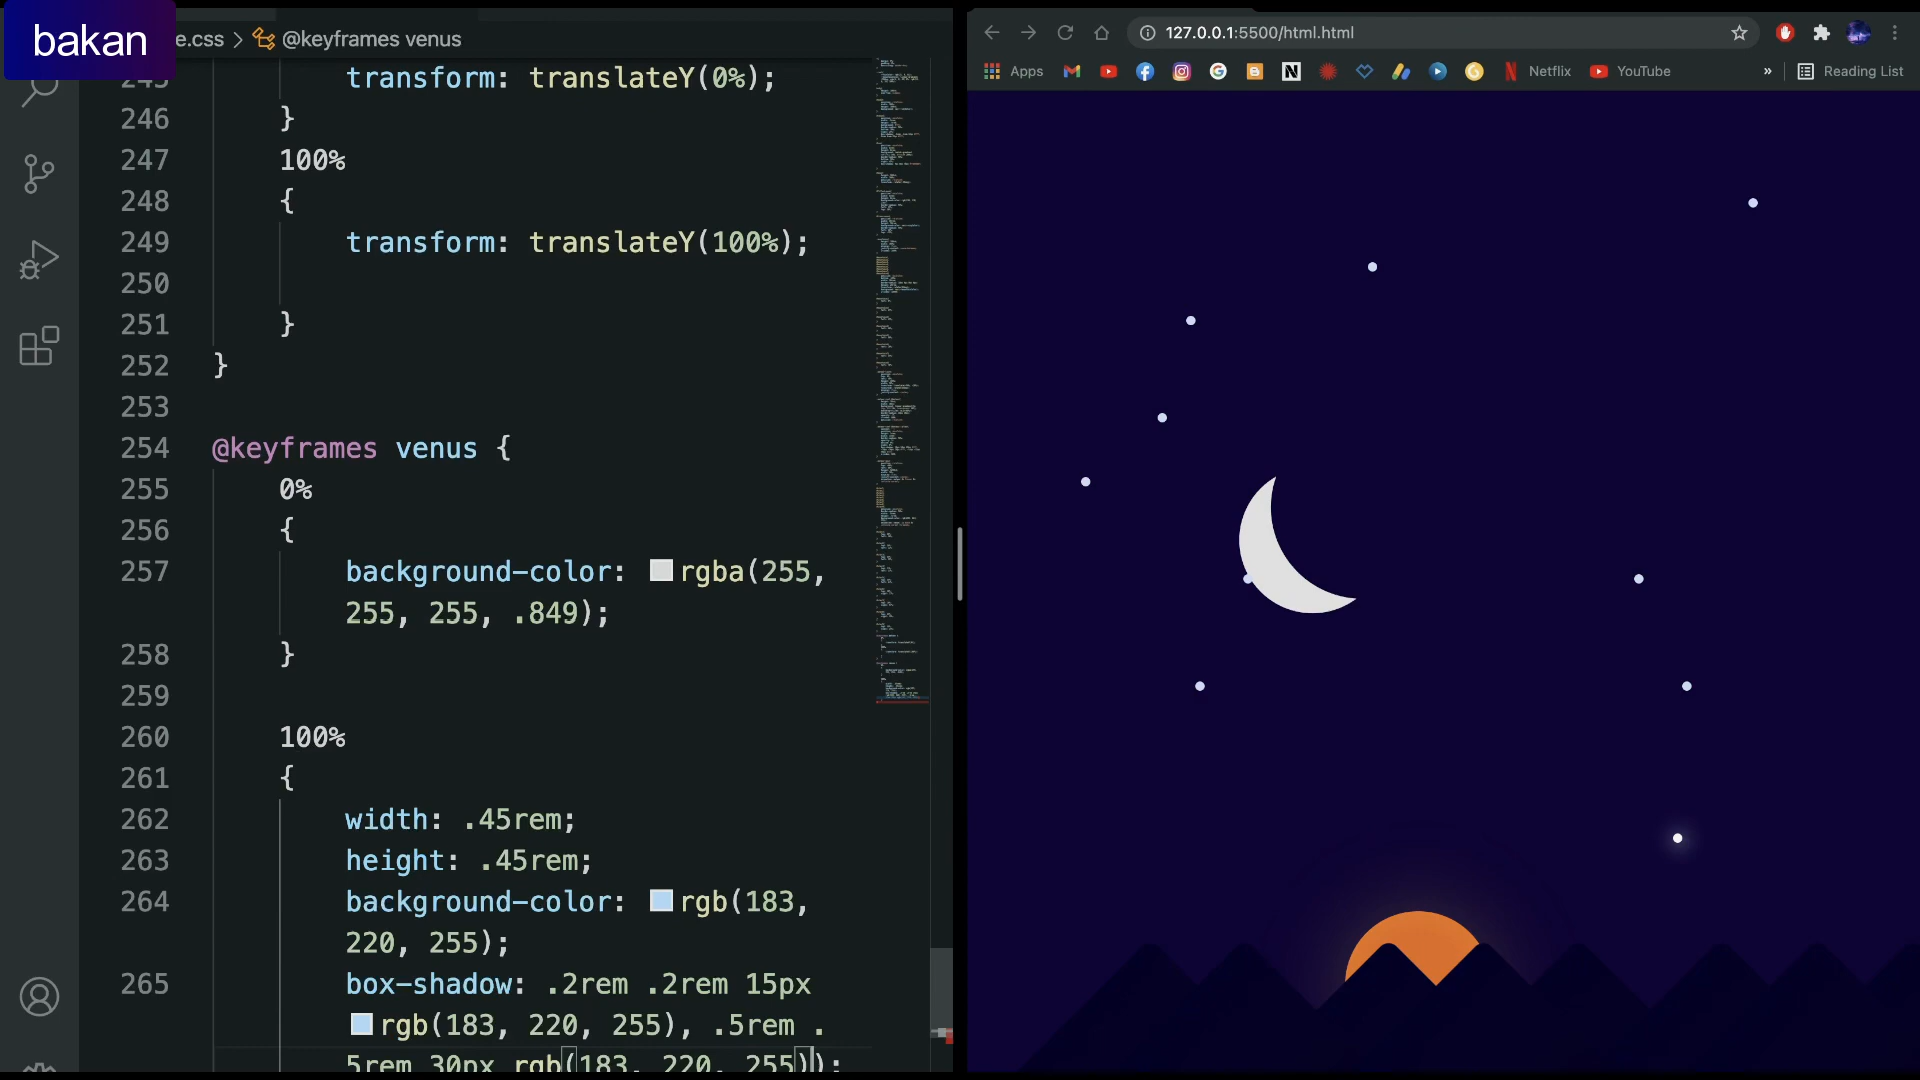 bakan
e.css > @keyframes venus
245 transform: translateY(0%);
246 }
247 100%
248 {
249 transform: translateY(100%);
250
251 }
252 }
253
254 @keyframes venus {
255 0%
256 {
257 background-color: rgba(255,
255, 255, .849);
258 }
259
260 100%
261 {
262 width: .45rem;
263 height: .45rem;
264 background-color: rgb(183,
220, 255);
265 box-shadow: .2rem .2rem 15px
rgb(183, 220, 255), .5rem .
5rem 30px rgb(183, 220, 255));
127.0.0.1:5500/html.html
Apps
Netflix
YouTube
»
Reading List